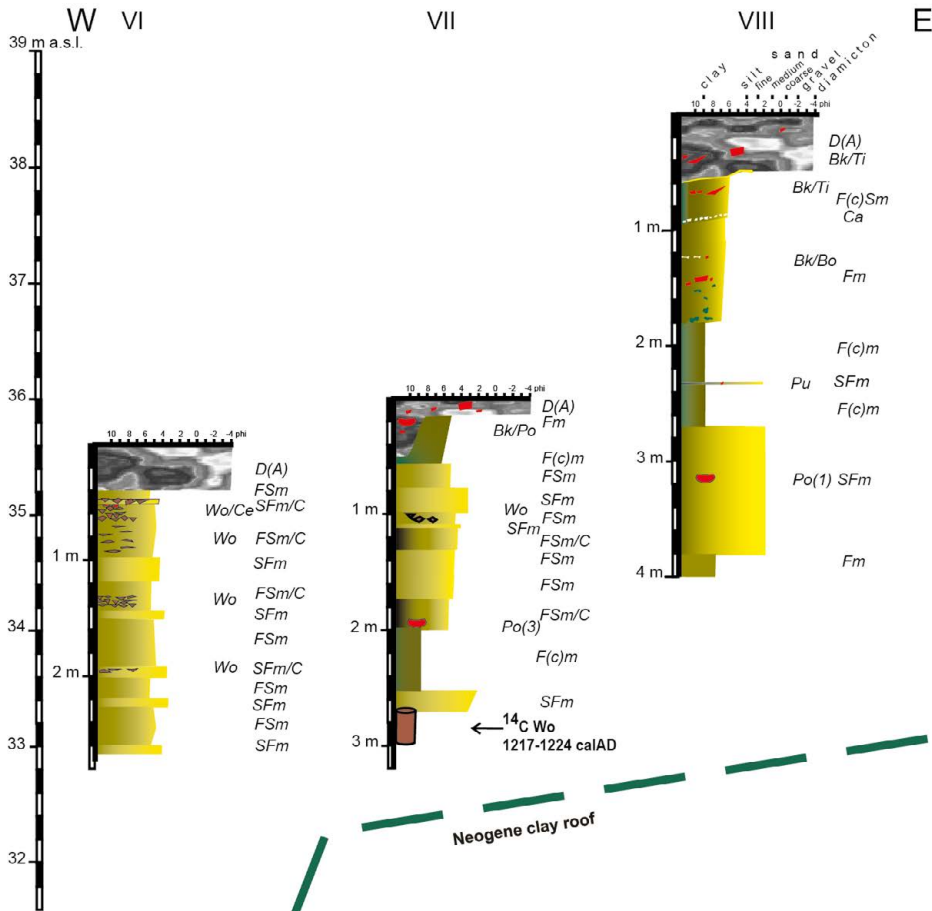 W VI VII VIII E
39 m a.s.l.
38
37
36
35
34
33
32
10 8 6 4 2 0 -2 -4 phi
D(A)
FSm
Wo/Ce SFm/C
Wo FSm/C
1 m
SFm
Wo FSm/C
SFm
FSm
2 m
Wo SFm/C
FSm
SFm
FSm
SFm
10 8 6 4 2 0 -2 -4 phi
D(A)
Fm
Bk/Po
F(c)m
FSm
SFm
1 m
Wo FSm
SFm
FSm/C
FSm
FSm
FSm/C
2 m
Po(3)
F(c)m
SFm
14C Wo
1217-1224 calAD
3 m
clay silt sand fine medium coarse gravel diamicton
10 8 6 4 2 0 -2 -4 phi
D(A)
Bk/Ti
Bk/Ti
F(c)Sm
Ca
1 m
Bk/Bo
Fm
F(c)m
2 m
Pu SFm
F(c)m
3 m
Po(1) SFm
Fm
4 m
Neogene clay roof